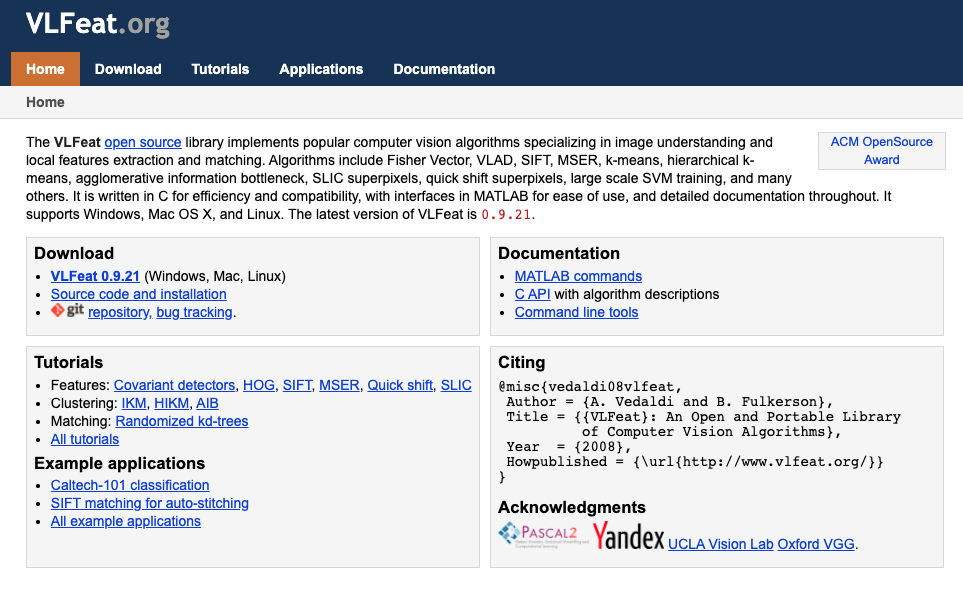 VLFeat.org
Home Download Tutorials Applications Documentation
Home
The VLFeat open source library implements popular computer vision algorithms specializing in image understanding and
local features extraction and matching. Algorithms include Fisher Vector, VLAD, SIFT, MSER, k-means, hierarchical k-
means, agglomerative information bottleneck, SLIC superpixels, quick shift superpixels, large scale SVM training, and many
others. It is written in C for efficiency and compatibility, with interfaces in MATLAB for ease of use, and detailed documentation throughout. It
supports Windows, Mac OS X, and Linux. The latest version of VLFeat is 0.9.21.
ACM OpenSource
Award
Download
• VLFeat 0.9.21 (Windows, Mac, Linux)
• Source code and installation
• git repository, bug tracking.
Documentation
• MATLAB commands
• C API with algorithm descriptions
• Command line tools
Tutorials
• Features: Covariant detectors, HOG, SIFT, MSER, Quick shift, SLIC
• Clustering: IKM, HIKM, AIB
• Matching: Randomized kd-trees
• All tutorials
Example applications
• Caltech-101 classification
• SIFT matching for auto-stitching
• All example applications
Citing
@misc{vedaldi08vlfeat,
Author = {A. Vedaldi and B. Fulkerson},
Title = {{VLFeat}: An Open and Portable Library
of Computer Vision Algorithms},
Year = {2008},
Howpublished = {\url{http://www.vlfeat.org/}}
}
Acknowledgments
PASCAL2 Yandex UCLA Vision Lab Oxford VGG.